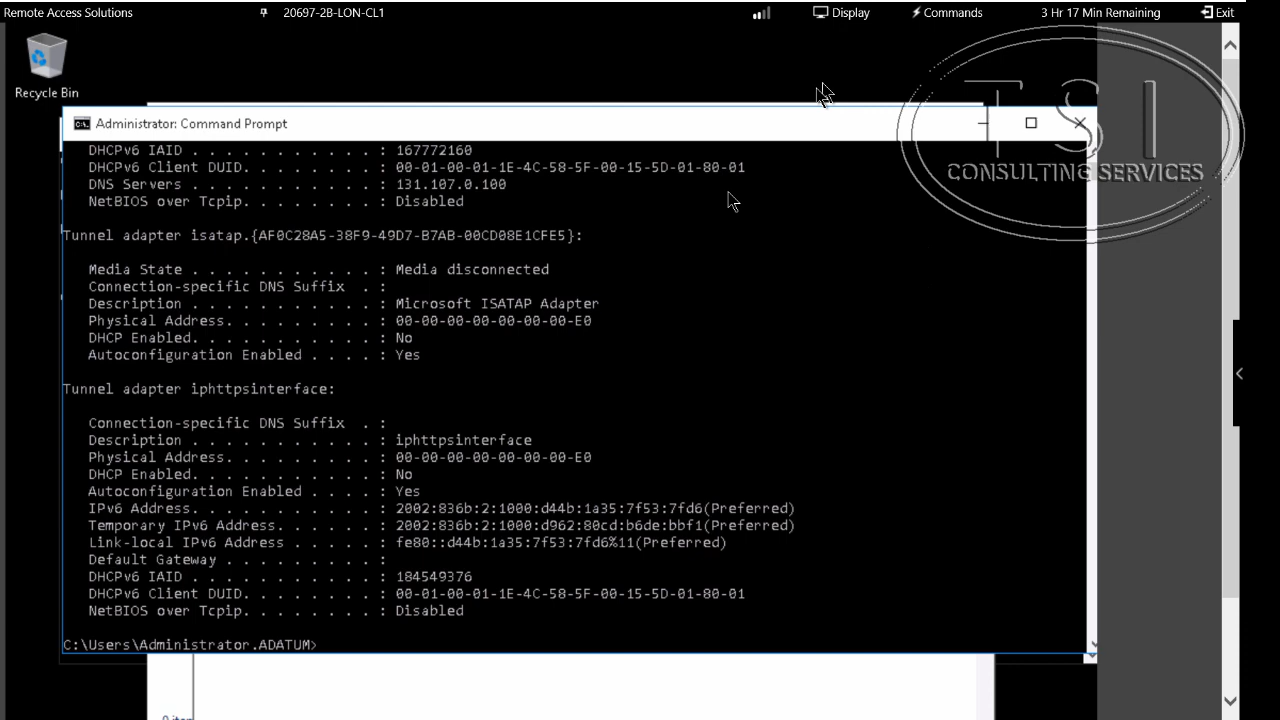 Remote Access Solutions
20697-2B-LON-CL1
Display
Commands
3 Hr 17 Min Remaining
Exit
Recycle Bin
TSI
CONSULTING SERVICES
Administrator: Command Prompt
DHCPv6 IAID . . . . . . . . . . . : 167772160
DHCPv6 Client DUID. . . . . . . . : 00-01-00-01-1E-4C-58-5F-00-15-5D-01-80-01
DNS Servers . . . . . . . . . . . : 131.107.0.100
NetBIOS over Tcpip. . . . . . . . : Disabled
Tunnel adapter isatap.{AF0C28A5-38F9-49D7-B7AB-00CD08E1CFE5}:
Media State . . . . . . . . . . . : Media disconnected
Connection-specific DNS Suffix  . :
Description . . . . . . . . . . . : Microsoft ISATAP Adapter
Physical Address. . . . . . . . . : 00-00-00-00-00-00-00-E0
DHCP Enabled. . . . . . . . . . . : No
Autoconfiguration Enabled . . . . : Yes
Tunnel adapter iphttpsinterface:
Connection-specific DNS Suffix  . :
Description . . . . . . . . . . . : iphttpsinterface
Physical Address. . . . . . . . . : 00-00-00-00-00-00-00-E0
DHCP Enabled. . . . . . . . . . . : No
Autoconfiguration Enabled . . . . : Yes
IPv6 Address. . . . . . . . . . . : 2002:836b:2:1000:d44b:1a35:7f53:7fd6(Preferred)
Temporary IPv6 Address. . . . . . : 2002:836b:2:1000:d962:80cd:b6de:bbf1(Preferred)
Link-local IPv6 Address . . . . . : fe80::d44b:1a35:7f53:7fd6%11(Preferred)
Default Gateway . . . . . . . . . :
DHCPv6 IAID . . . . . . . . . . . : 184549376
DHCPv6 Client DUID. . . . . . . . : 00-01-00-01-1E-4C-58-5F-00-15-5D-01-80-01
NetBIOS over Tcpip. . . . . . . . : Disabled
C:\Users\Administrator.ADATUM>